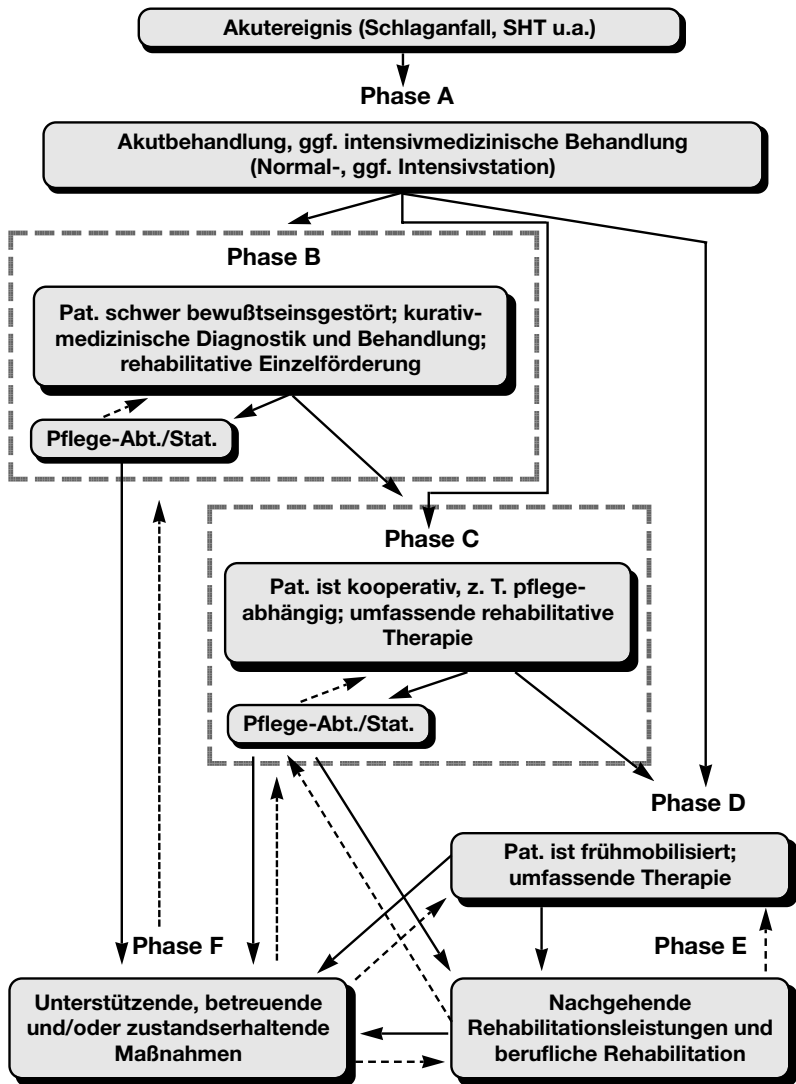 Akutereignis (Schlaganfall, SHT u.a.)
Phase A
Akutbehandlung, ggf. intensivmedizinische Behandlung
(Normal-, ggf. Intensivstation)
Phase B
Pat. schwer bewußtseinsgestört; kurativ-
medizinische Diagnostik und Behandlung;
rehabilitative Einzelförderung
Pflege-Abt./Stat.
Phase C
Pat. ist kooperativ, z. T. pflege-
abhängig; umfassende rehabilitative
Therapie
Pflege-Abt./Stat.
Phase D
Pat. ist frühmobilisiert;
umfassende Therapie
Phase F
Unterstützende, betreuende
und/oder zustandserhaltende
Maßnahmen
Phase E
Nachgehende
Rehabilitationsleistungen und
berufliche Rehabilitation